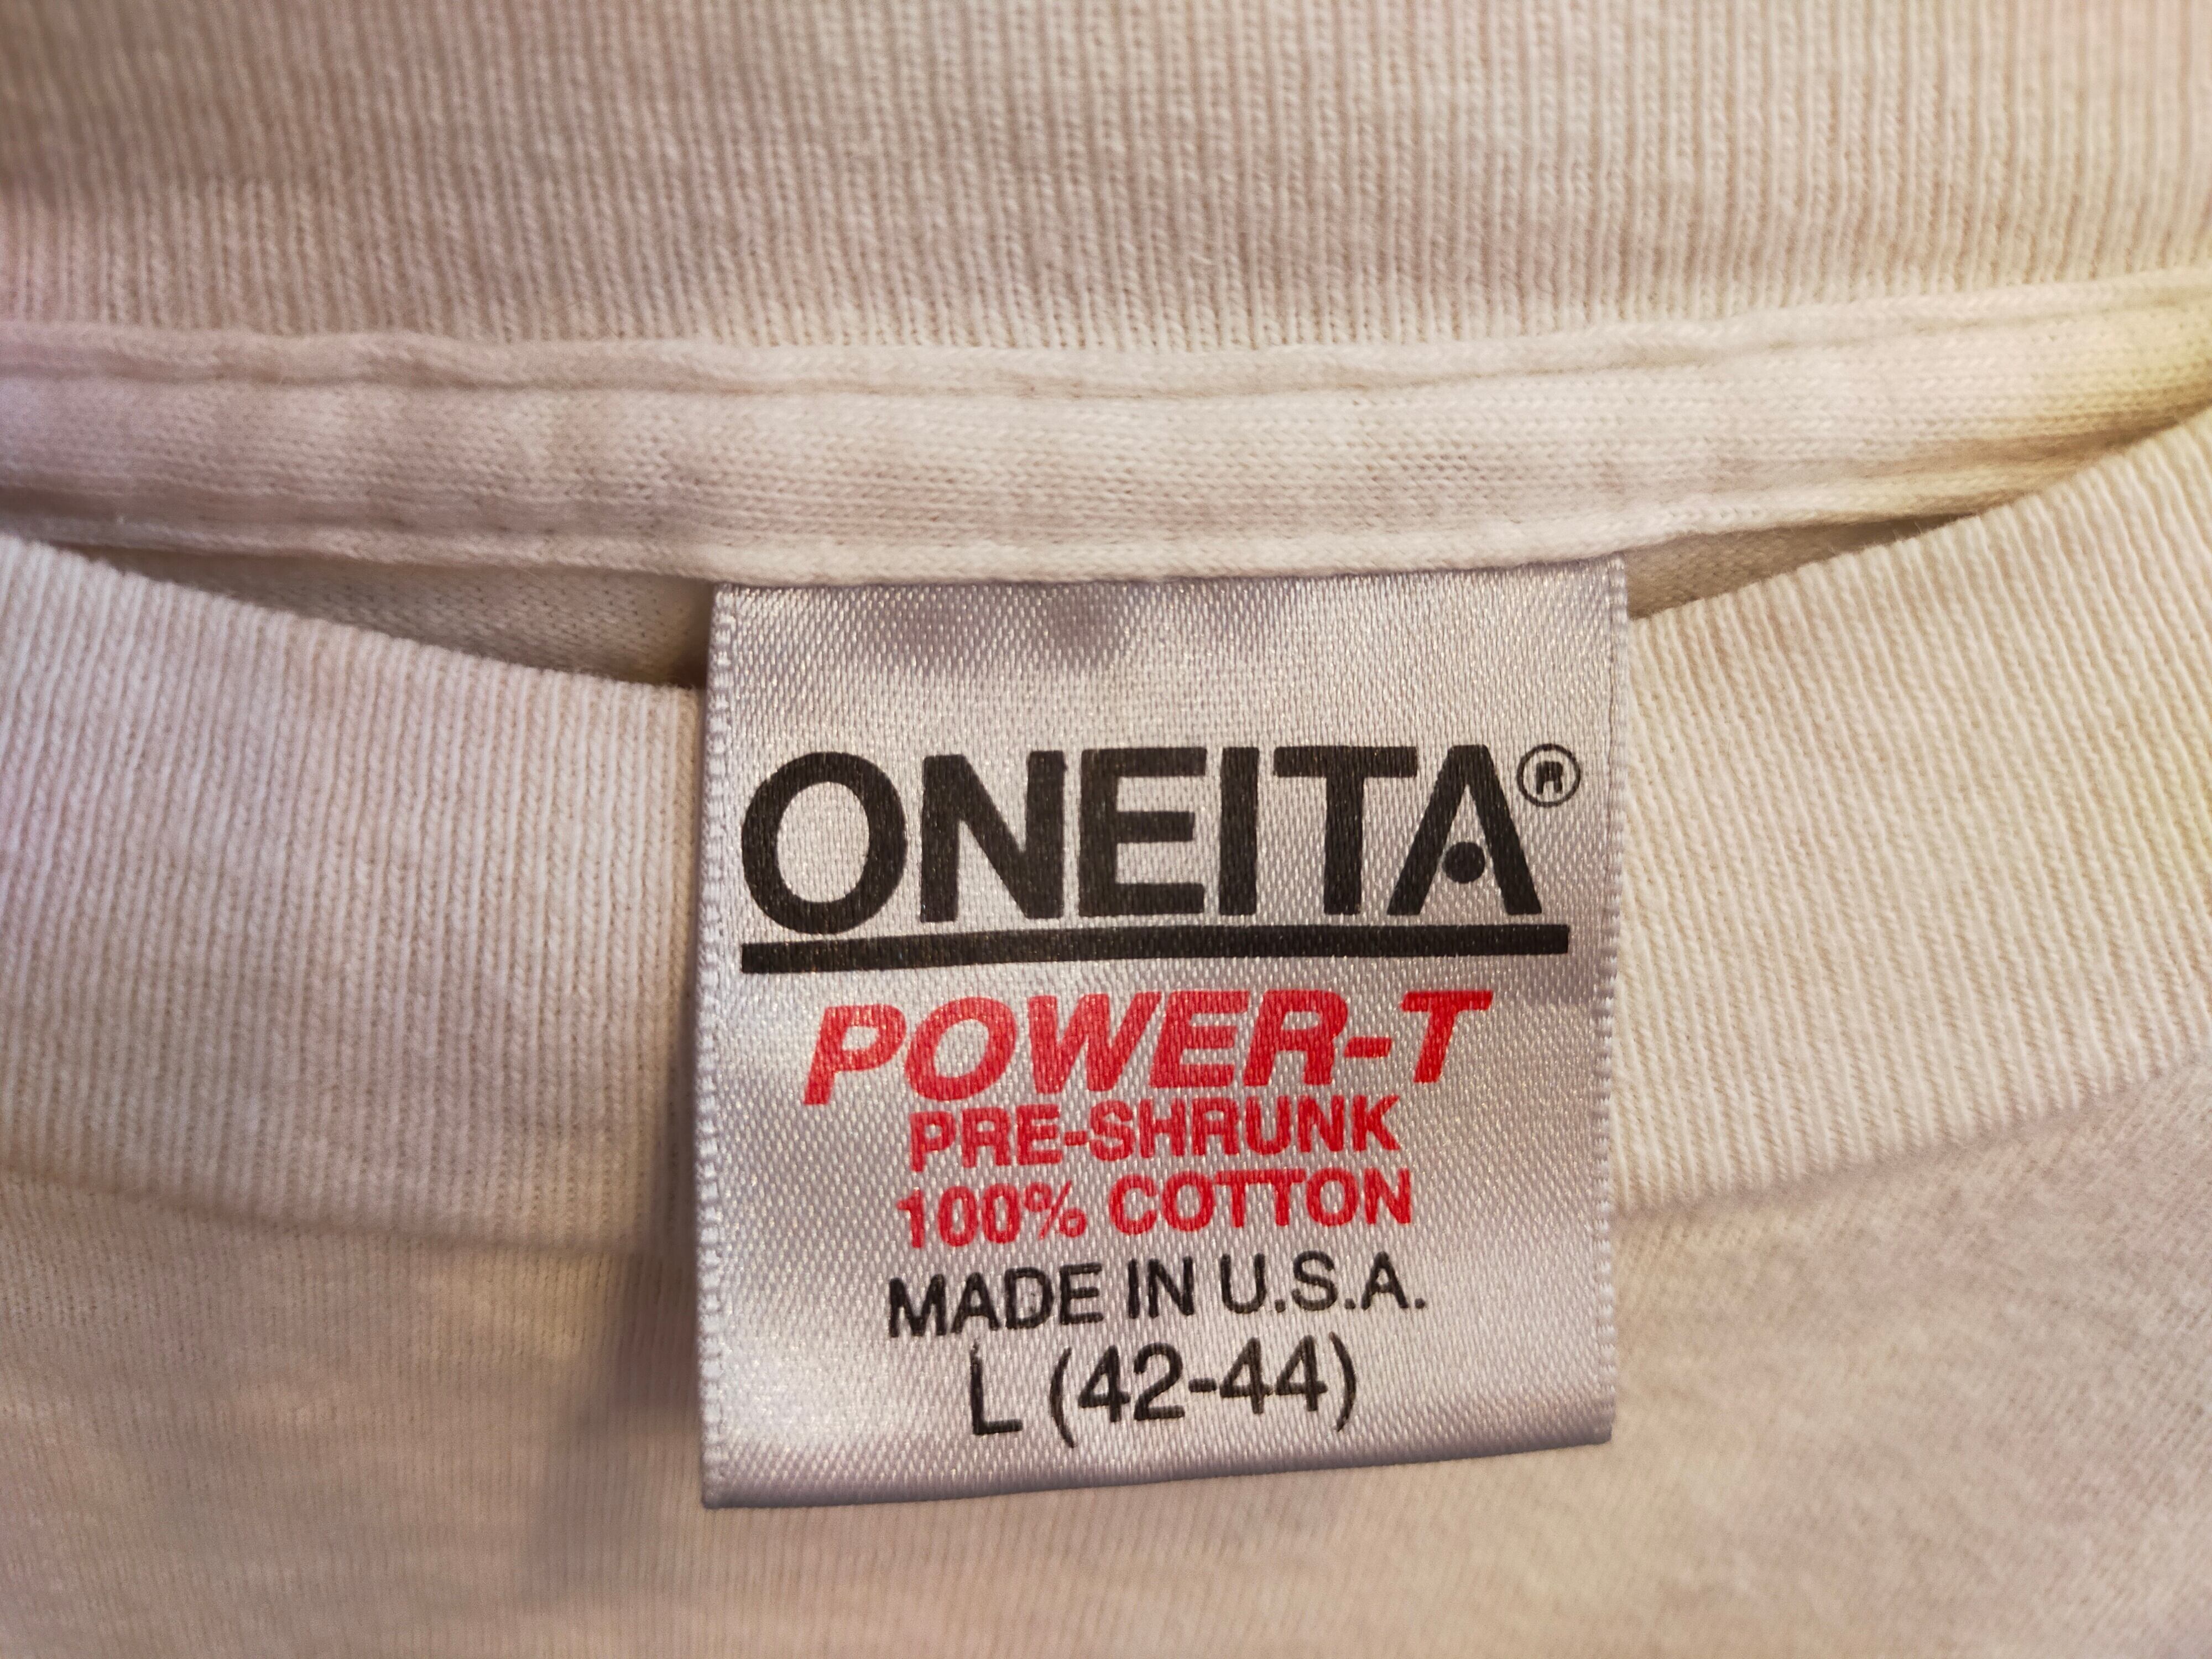 ONEITA®
POWER-T
PRE-SHRUNK
100% COTTON
MADE IN U.S.A.
L (42-44)